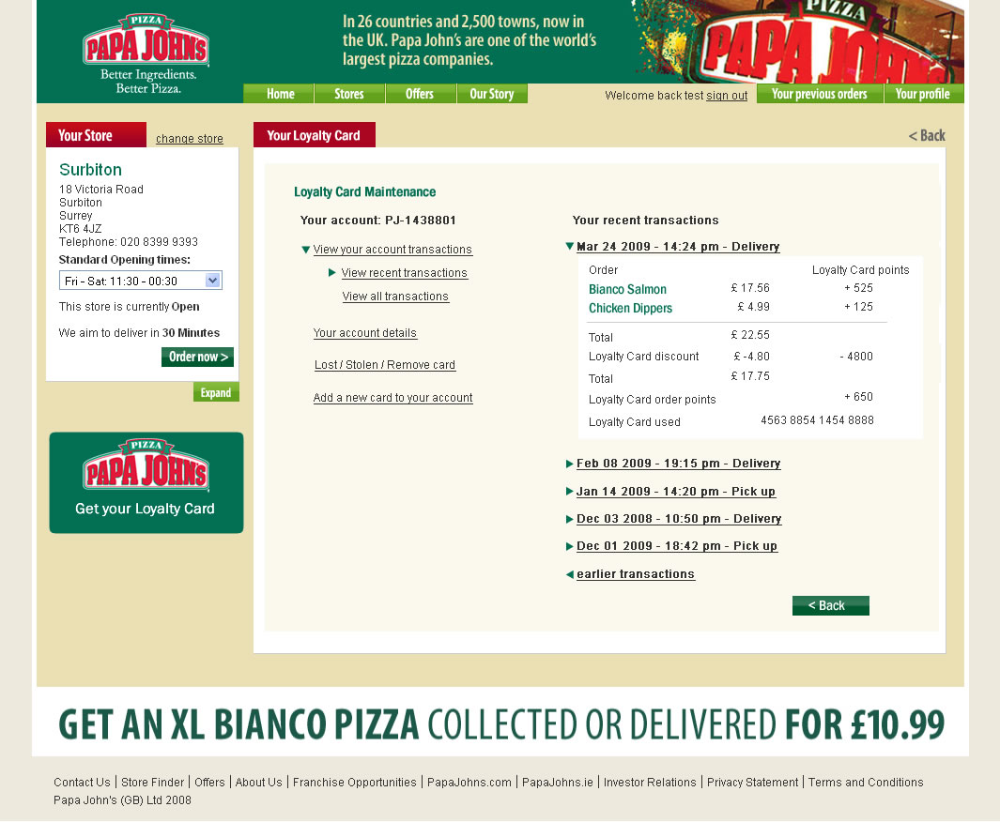 PIZZA
PAPA JOHNS
Better Ingredients.
Better Pizza.
In 26 countries and 2,500 towns, now in
the UK. Papa John's are one of the world's
largest pizza companies.
PIZZA
PAPA JOHNS
Home
Stores
Offers
Our Story
Welcome back test sign out
Your previous orders
Your profile
Your Store
change store
Surbiton
18 Victoria Road
Surbiton
Surrey
KT6 4JZ
Telephone: 020 8399 9393
Standard Opening times:
Fri - Sat: 11:30 - 00:30
This store is currently Open
We aim to deliver in 30 Minutes
Order now >
Expand
PIZZA
PAPA JOHNS
Get your Loyalty Card
Your Loyalty Card
< Back
Loyalty Card Maintenance
Your account: PJ-1438801
View your account transactions
View recent transactions
View all transactions
Your account details
Lost / Stolen / Remove card
Add a new card to your account
Your recent transactions
Mar 24 2009 - 14:24 pm - Delivery
Order Loyalty Card points
Bianco Salmon £ 17.56 + 525
Chicken Dippers £ 4.99 + 125
Total £ 22.55
Loyalty Card discount £ -4.80 - 4800
Total £ 17.75
Loyalty Card order points + 650
Loyalty Card used 4563 8854 1454 8888
Feb 08 2009 - 19:15 pm - Delivery
Jan 14 2009 - 14:20 pm - Pick up
Dec 03 2008 - 10:50 pm - Delivery
Dec 01 2009 - 18:42 pm - Pick up
earlier transactions
< Back
GET AN XL BIANCO PIZZA COLLECTED OR DELIVERED FOR £10.99
Contact Us | Store Finder | Offers | About Us | Franchise Opportunities | PapaJohns.com | PapaJohns.ie | Investor Relations | Privacy Statement | Terms and Conditions
Papa John's (GB) Ltd 2008